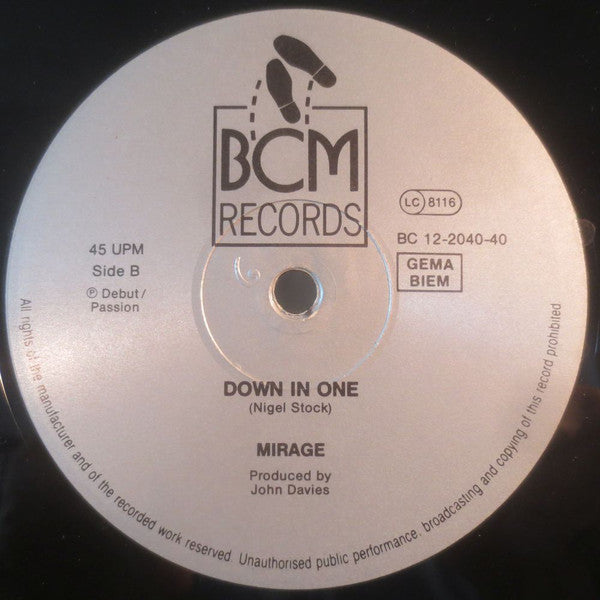 BCM
RECORDS
LC 8116
BC 12-2040-40
GEMA
BIEM
45 UPM
Side B
℗ Debut/
Passion
DOWN IN ONE
(Nigel Stock)
MIRAGE
Produced by
John Davies
All rights of the manufacturer and of the recorded work reserved. Unauthorised public performance, broadcasting and copying of this record prohibited